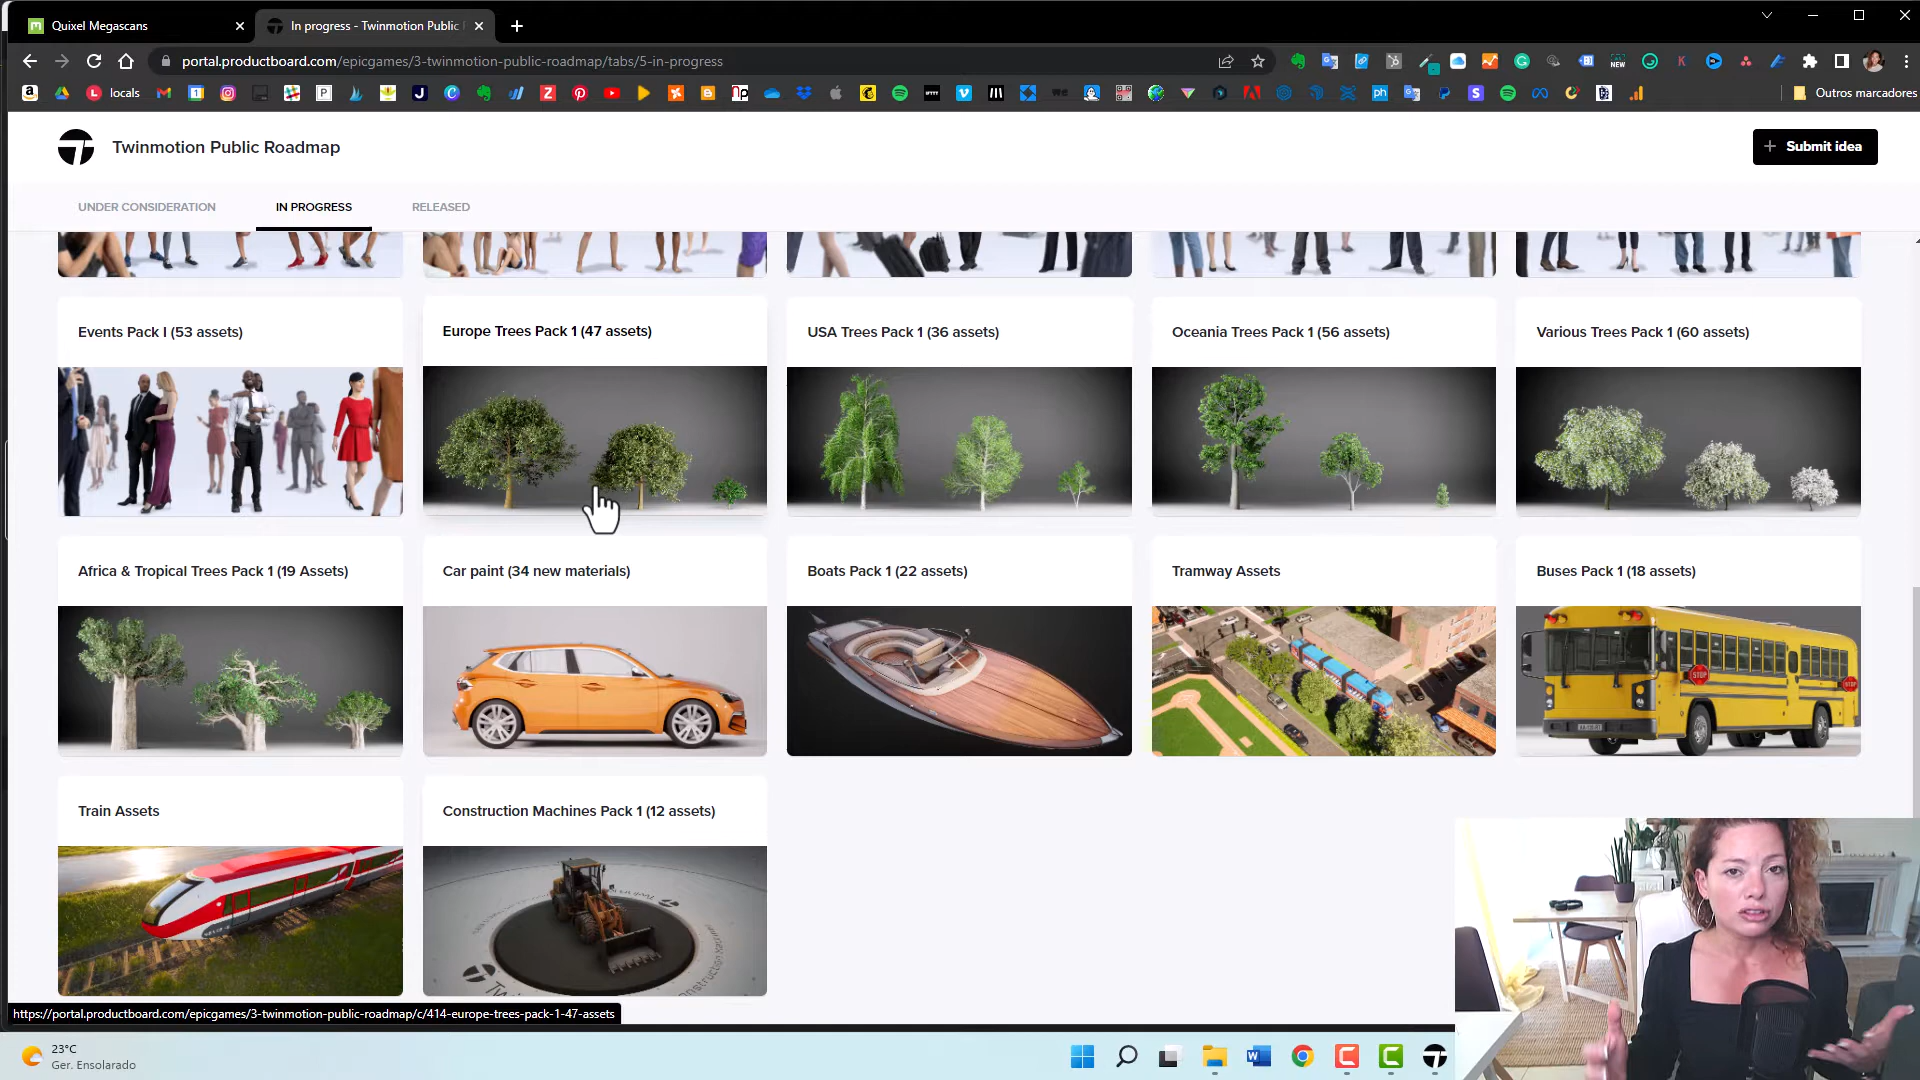 Quixel Megascans
In progress - Twinmotion Public
portal.productboard.com/epicgames/3-twinmotion-public-roadmap/tabs/5-in-progress
locals
Outros marcadores
Twinmotion Public Roadmap
+ Submit idea
UNDER CONSIDERATION
IN PROGRESS
RELEASED
Events Pack I (53 assets)
Europe Trees Pack 1 (47 assets)
USA Trees Pack 1 (36 assets)
Oceania Trees Pack 1 (56 assets)
Various Trees Pack 1 (60 assets)
Africa & Tropical Trees Pack 1 (19 Assets)
Car paint (34 new materials)
Boats Pack 1 (22 assets)
Tramway Assets
Buses Pack 1 (18 assets)
STOP
STOP
Train Assets
Construction Machines Pack 1 (12 assets)
https://portal.productboard.com/epicgames/3-twinmotion-public-roadmap/c/414-europe-trees-pack-1-47-assets
23°C
Ger. Ensolarado